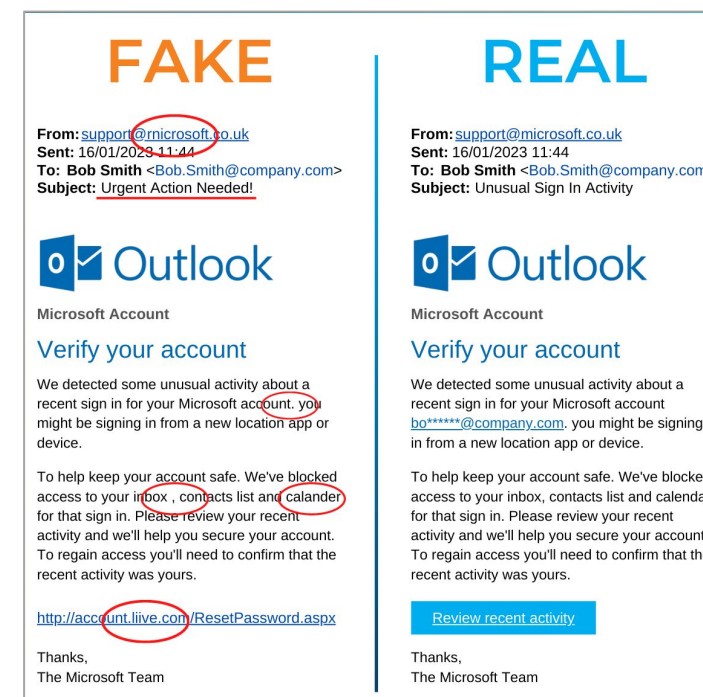 FAKE
From: support@rnicrosoft.co.uk
Sent: 16/01/2023 11:44
To: Bob Smith <Bob.Smith@company.com>
Subject: Urgent Action Needed!
Outlook
Microsoft Account
Verify your account
We detected some unusual activity about a
recent sign in for your Microsoft account. you
might be signing in from a new location app or
device.
To help keep your account safe. We've blocked
access to your inbox , contacts list and calander
for that sign in. Please review your recent
activity and we'll help you secure your account.
To regain access you'll need to confirm that the
recent activity was yours.
http://account.liive.com/ResetPassword.aspx
Thanks,
The Microsoft Team
REAL
From: support@microsoft.co.uk
Sent: 16/01/2023 11:44
To: Bob Smith <Bob.Smith@company.com
Subject: Unusual Sign In Activity
Outlook
Microsoft Account
Verify your account
We detected some unusual activity about a
recent sign in for your Microsoft account
bo******@company.com. you might be signing
in from a new location app or device.
To help keep your account safe. We've blocke
access to your inbox, contacts list and calenda
for that sign in. Please review your recent
activity and we'll help you secure your account
To regain access you'll need to confirm that th
recent activity was yours.
Review recent activity
Thanks,
The Microsoft Team